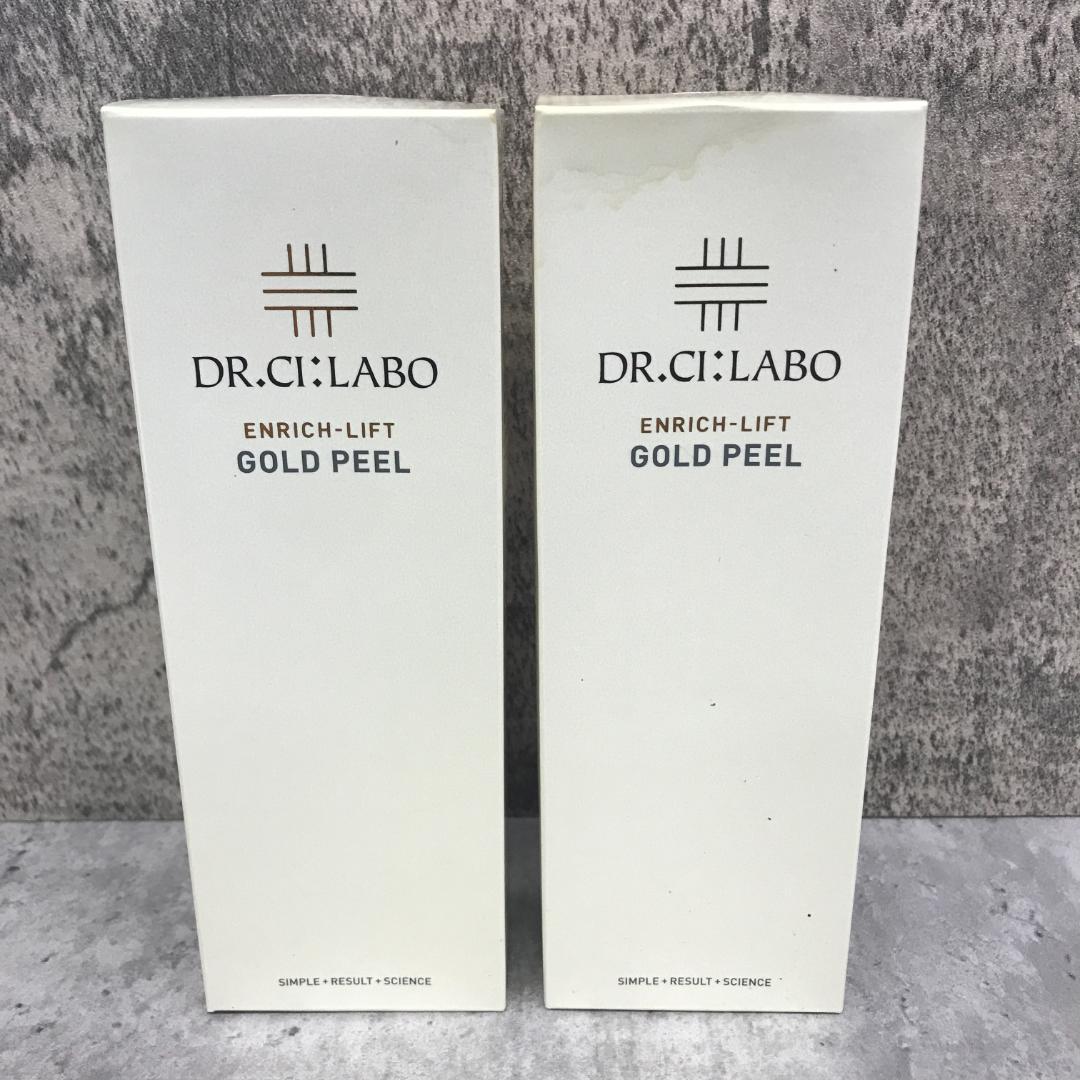 DR.CI:LABO
ENRICH-LIFT
GOLD PEEL
SIMPLE + RESULT + SCIENCE
DR.CI:LABO
ENRICH-LIFT
GOLD PEEL
SIMPLE + RESULT + SCIENCE